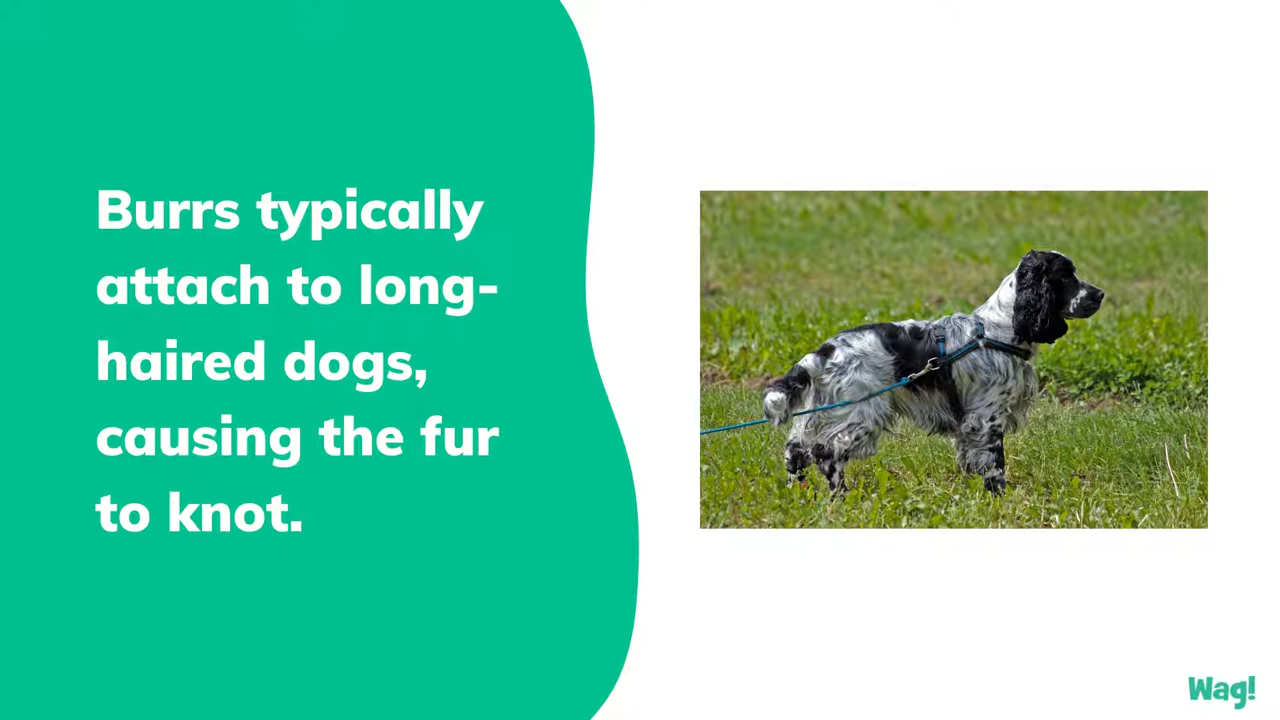 Burrs typically
attach to long-
haired dogs,
causing the fur
to knot.
Wag!